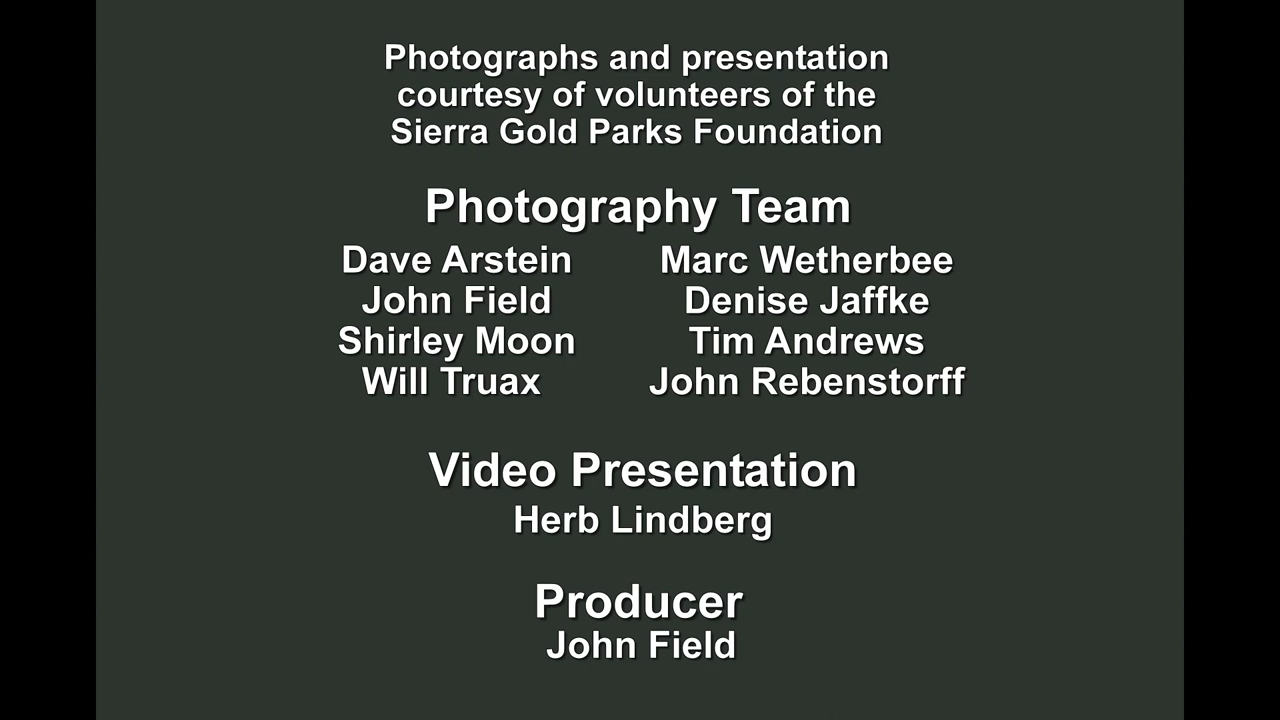 Photographs and presentation
courtesy of volunteers of the
Sierra Gold Parks Foundation
Photography Team
Dave Arstein
John Field
Shirley Moon
Will Truax
Marc Wetherbee
Denise Jaffke
Tim Andrews
John Rebenstorff
Video Presentation
Herb Lindberg
Producer
John Field